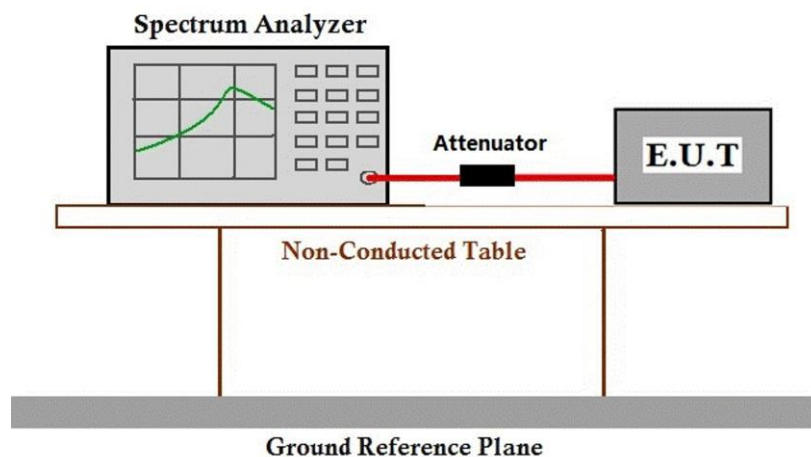 Spectrum Analyzer
Attenuator
E.U.T
Non-Conducted Table
Ground Reference Plane